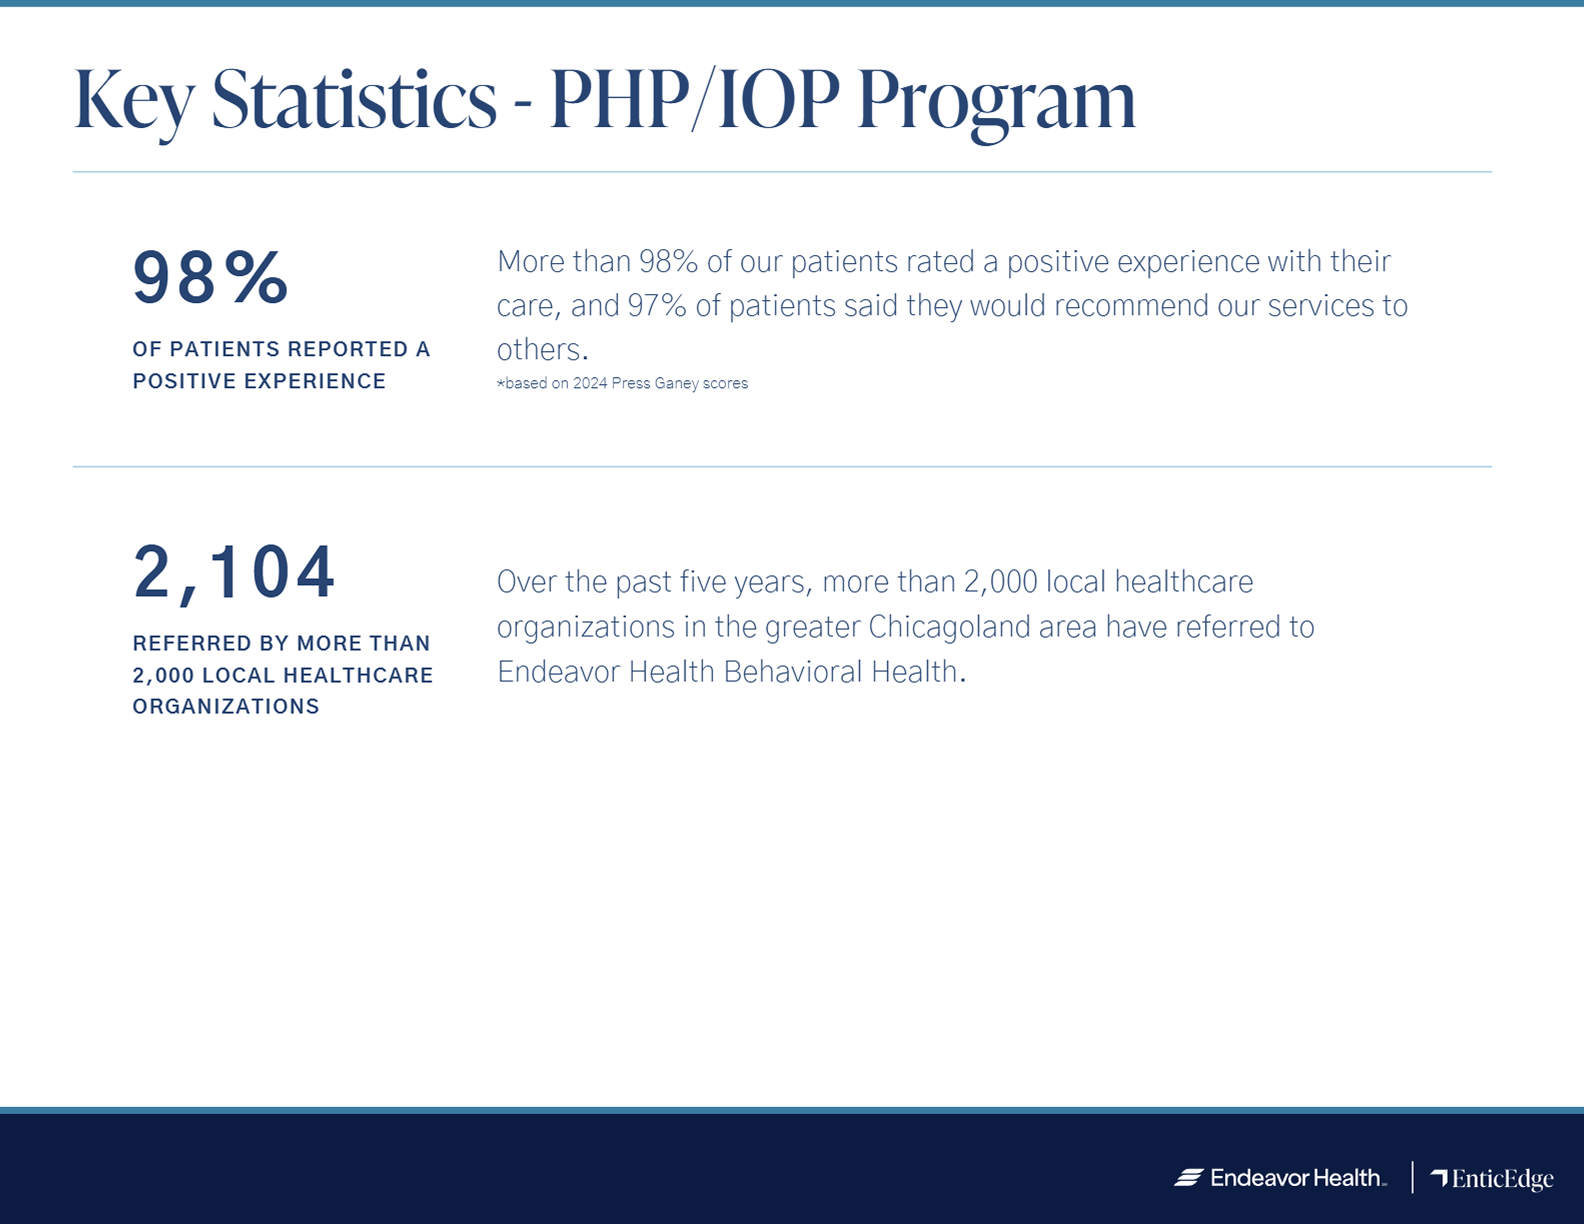 Key Statistics - PHP/IOP Program
98%
OF PATIENTS REPORTED A
POSITIVE EXPERIENCE
More than 98% of our patients rated a positive experience with their
care, and 97% of patients said they would recommend our services to
others.
*based on 2024 Press Ganey scores
2,104
REFERRED BY MORE THAN
2,000 LOCAL HEALTHCARE
ORGANIZATIONS
Over the past five years, more than 2,000 local healthcare
organizations in the greater Chicagoland area have referred to
Endeavor Health Behavioral Health.
Endeavor Health
EnticEdge